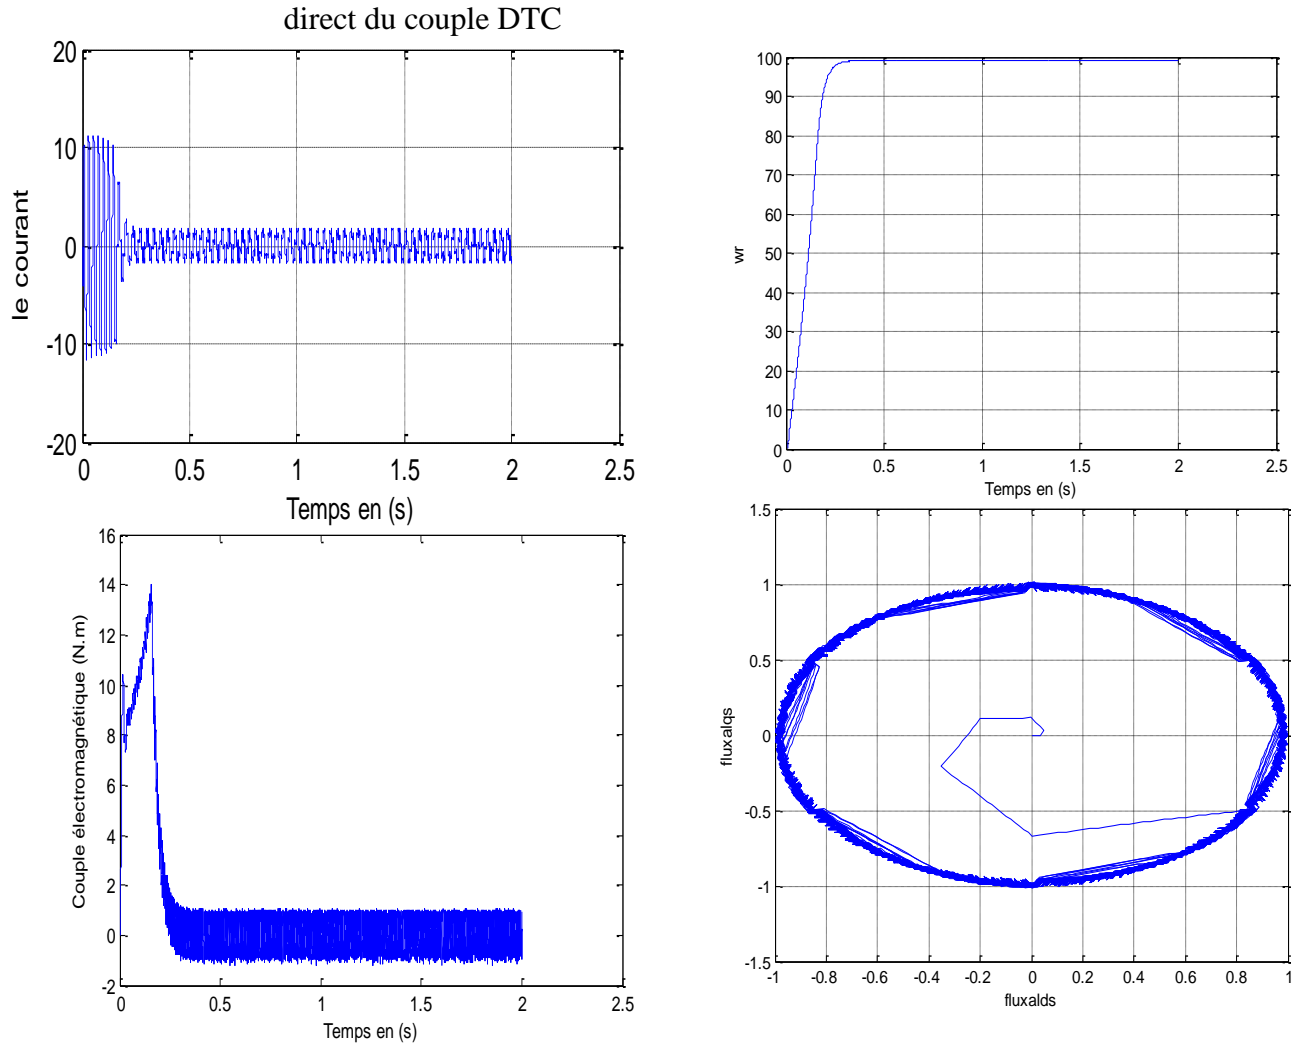 direct du couple DTC
20
10
0
-10
-20
le courant
0 0.5 1 1.5 2 2.5
Temps en (s)
100
90
80
70
60
50
40
30
20
10
0
wr
0 0.5 1 1.5 2 2.5
Temps en (s)
16
14
12
10
8
6
4
2
0
-2
Couple électromagnétique (N.m)
0 0.5 1 1.5 2 2.5
Temps en (s)
1.5
1
0.5
0
-0.5
-1
-1.5
fluxalqs
-1 -0.8 -0.6 -0.4 -0.2 0 0.2 0.4 0.6 0.8 1
fluxalds